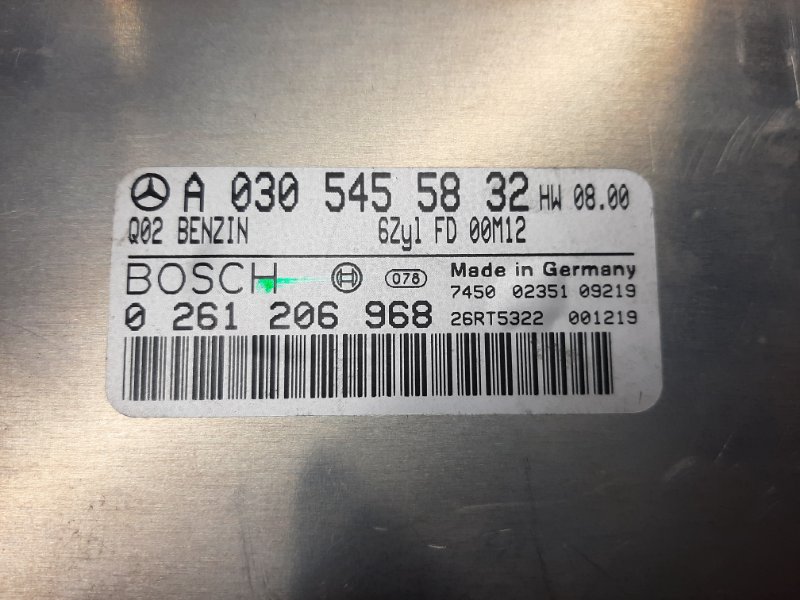 A 030 545 58 32 HW 08.00
Q02 BENZIN 6Zyl FD 00M12
BOSCH 078 Made in Germany
7450 02351 09219
0 261 206 968 26RT5322 001219